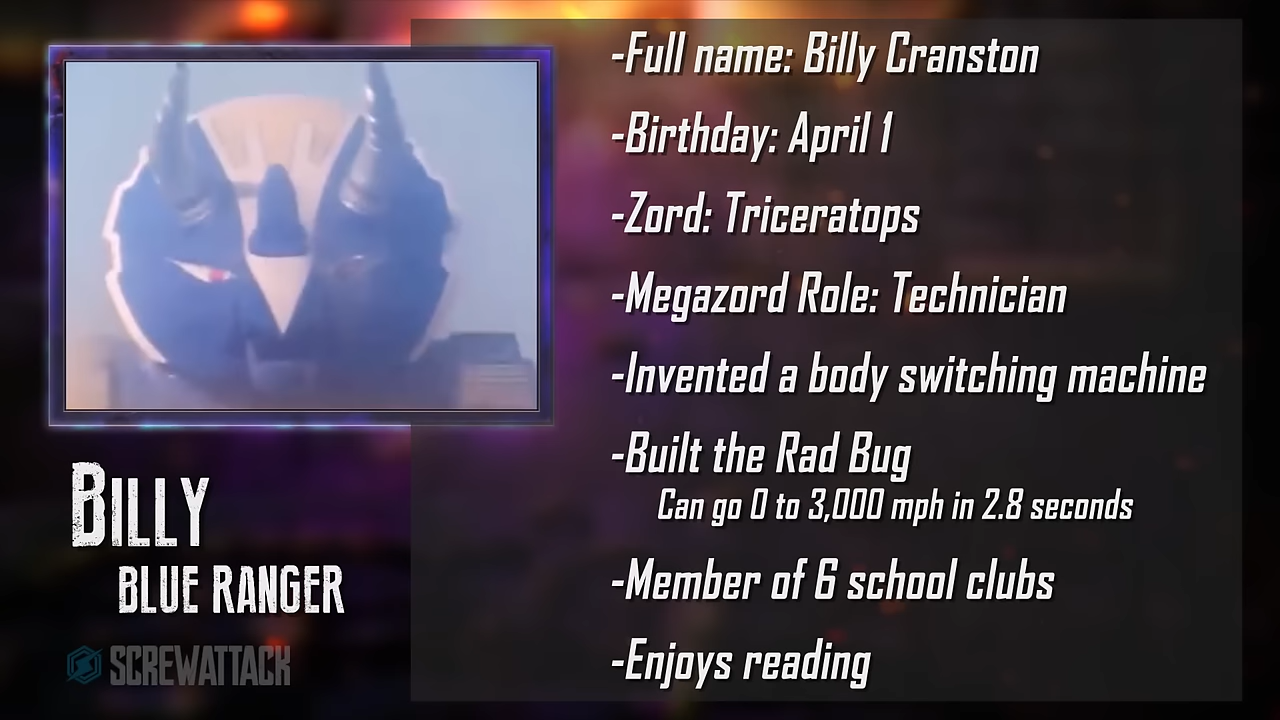 -Full name: Billy Cranston
-Birthday: April 1
-Zord: Triceratops
-Megazord Role: Technician
-Invented a body switching machine
-Built the Rad Bug
Can go 0 to 3,000 mph in 2.8 seconds
-Member of 6 school clubs
-Enjoys reading
Billy
Blue Ranger
SCREWATTACK